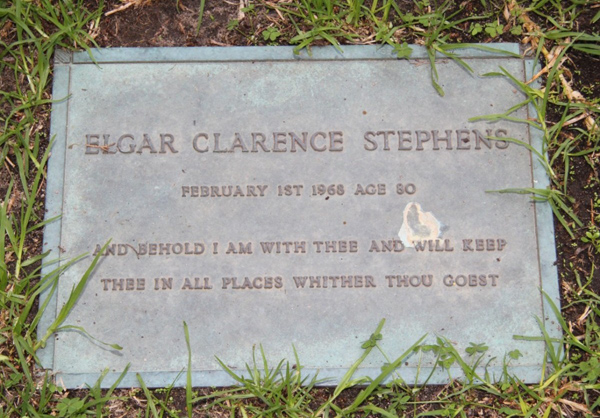 ELGAR CLARENCE STEPHENS
FEBRUARY 1ST 1968 AGE 80
AND BEHOLD I AM WITH THEE AND WILL KEEP
THEE IN ALL PLACES WHITHER THOU GOEST